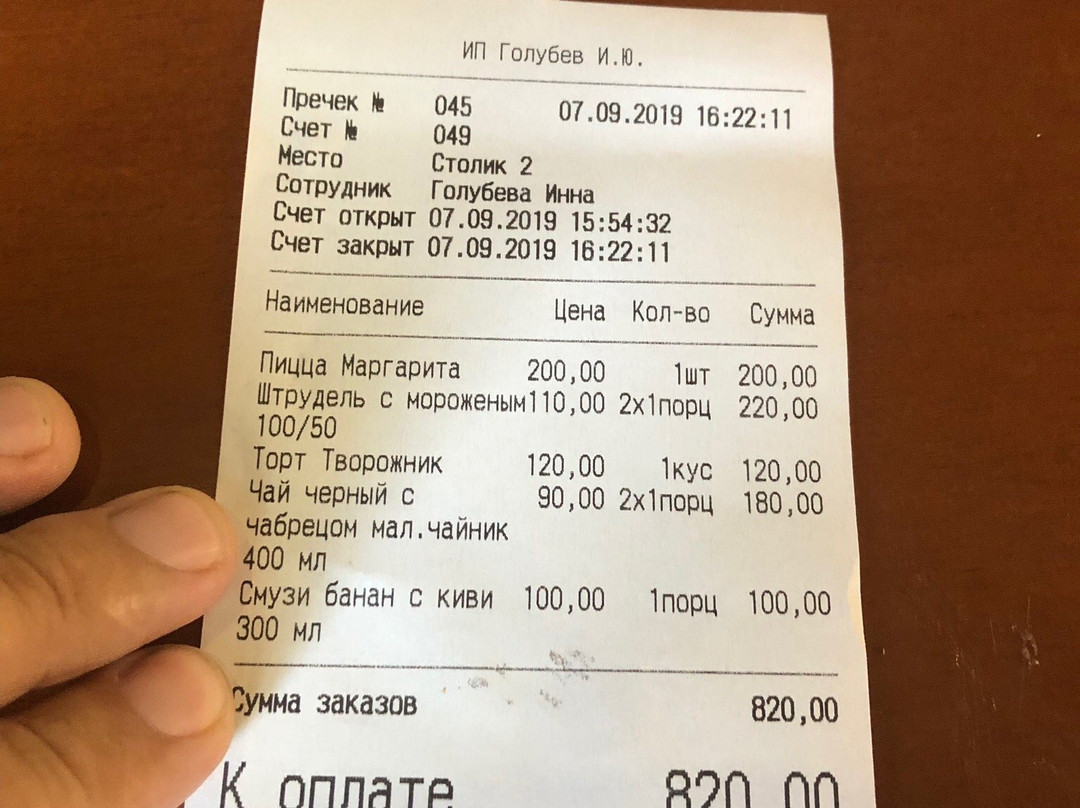 ИП Голубев И.Ю.
Пречек № 045 07.09.2019 16:22:11
Счет № 049
Место Столик 2
Сотрудник Голубева Инна
Счет открыт 07.09.2019 15:54:32
Счет закрыт 07.09.2019 16:22:11
Наименование Цена Кол-во Сумма
Пицца Маргарита 200,00 1шт 200,00
Штрудель с мороженым 110,00 2x1порц 220,00
100/50
Торт Творожник 120,00 1кус 120,00
Чай черный с 90,00 2x1порц 180,00
чабрецом мал.чайник
400 мл
Смузи банан с киви 100,00 1порц 100,00
300 мл
Сумма заказов 820,00
К оплате 820,00